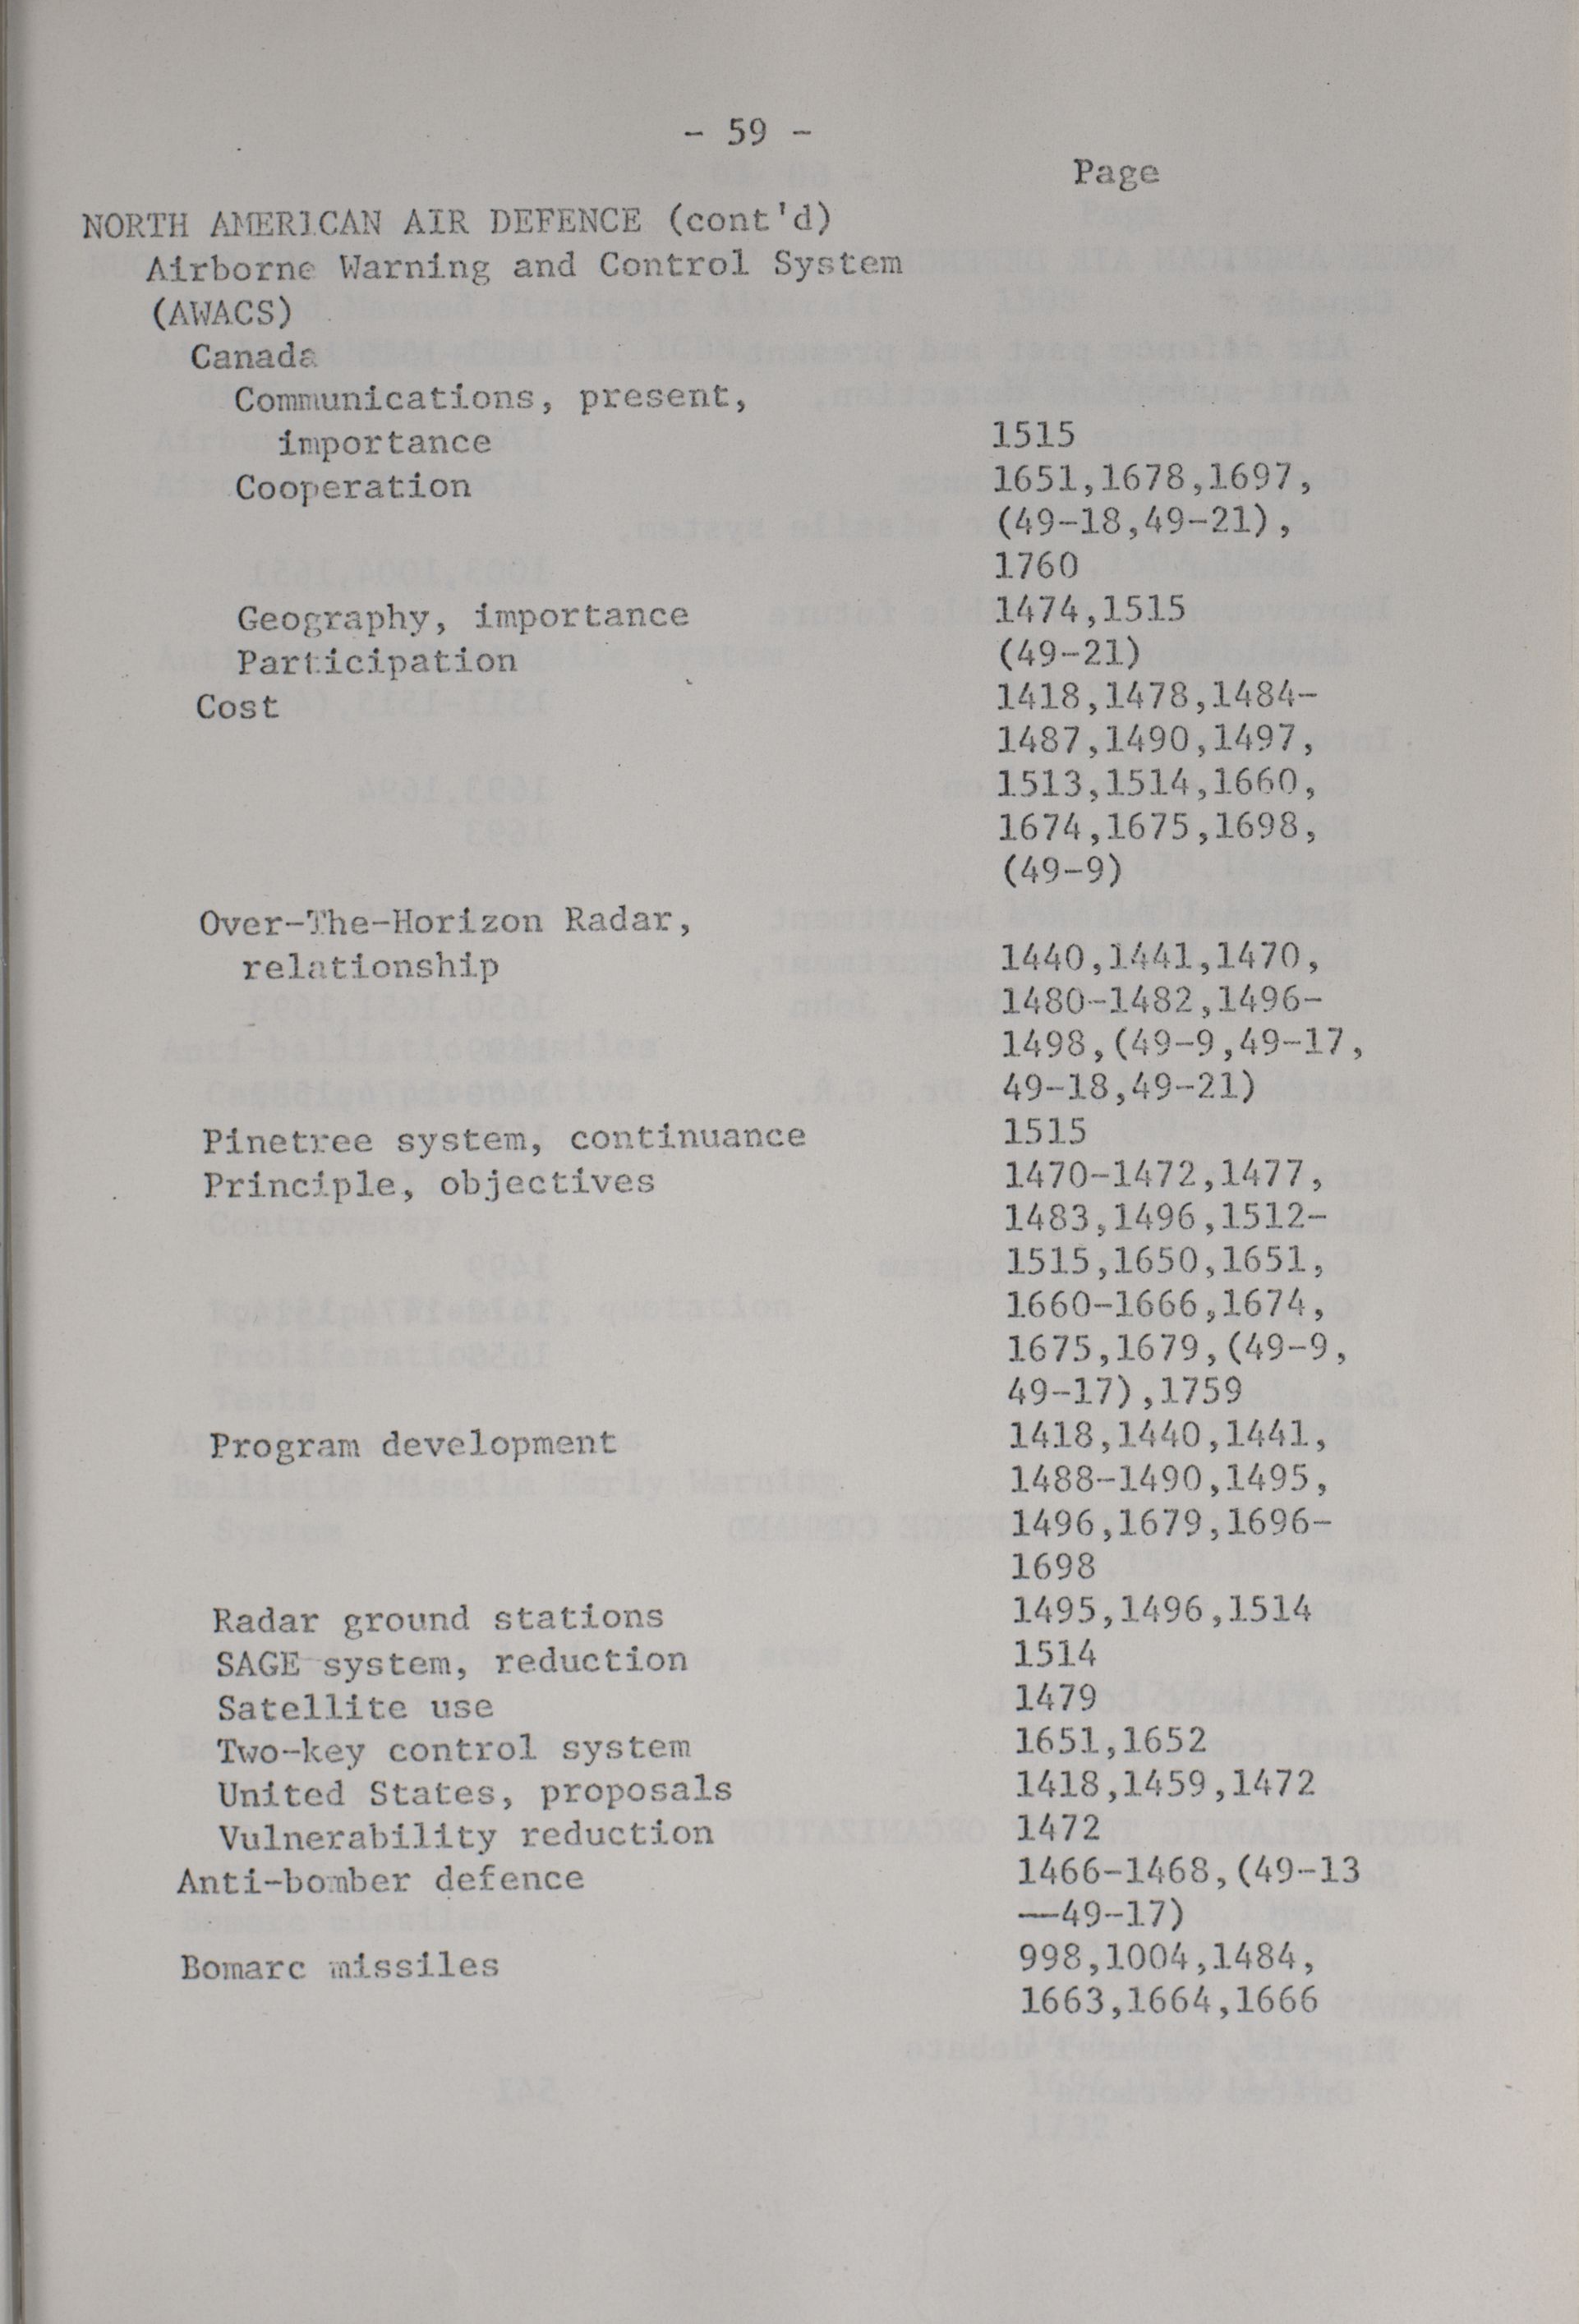 - 59 -
Page
NORTH AMERICAN AIR DEFENCE (cont'd)
Airborne Warning and Control System
(AWACS)
Canada
Communications, present,
importance 1515
Cooperation 1651,1678,1697,
(49-18,49-21),
1760
Geography, importance 1474,1515
Participation (49-21)
Cost 1418,1478,1484-
1487,1490,1497,
1513,1514,1660,
1674,1675,1698,
(49-9)
Over-The-Horizon Radar,
relationship 1440,1441,1470,
1480-1482,1496-
1498,(49-9,49-17,
49-18,49-21)
Pinetree system, continuance 1515
Principle, objectives 1470-1472,1477,
1483,1496,1512-
1515,1650,1651,
1660-1666,1674,
1675,1679,(49-9,
49-17),1759
Program development 1418,1440,1441,
1488-1490,1495,
1496,1679,1696-
1698
Radar ground stations 1495,1496,1514
SAGE system, reduction 1514
Satellite use 1479
Two-key control system 1651,1652
United States, proposals 1418,1459,1472
Vulnerability reduction 1472
Anti-bomber defence 1466-1468,(49-13
—49-17)
Bomarc missiles 998,1004,1484,
1663,1664,1666